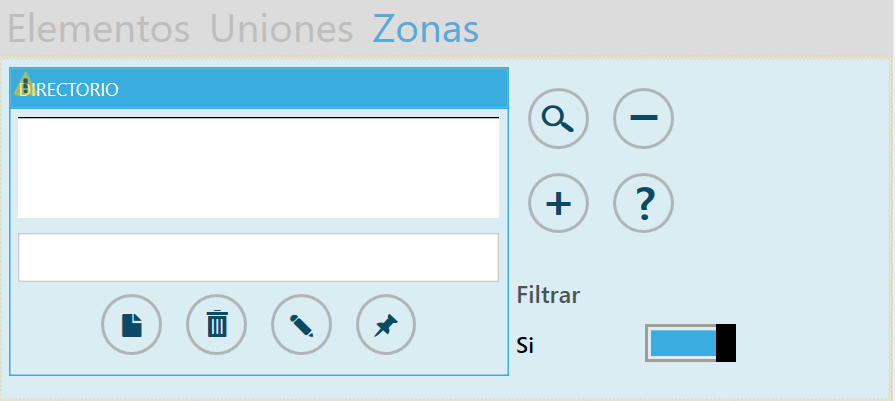 Elementos Uniones Zonas
DIRECTORIO
Filtrar
Si